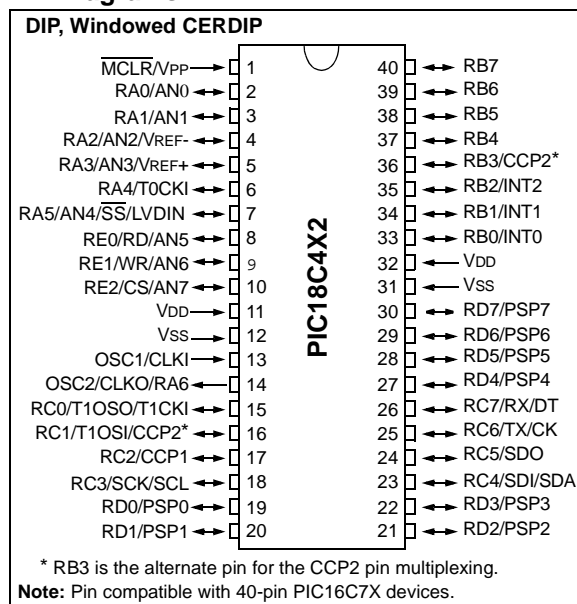 DIP, Windowed CERDIP
MCLR/VPP 1 40 RB7
RA0/AN0 2 39 RB6
RA1/AN1 3 38 RB5
RA2/AN2/VREF- 4 37 RB4
RA3/AN3/VREF+ 5 36 RB3/CCP2*
RA4/T0CKI 6 35 RB2/INT2
RA5/AN4/SS/LVDIN 7 34 RB1/INT1
RE0/RD/AN5 8 33 RB0/INT0
RE1/WR/AN6 9 32 VDD
RE2/CS/AN7 10 31 VSS
VDD 11 30 RD7/PSP7
VSS 12 29 RD6/PSP6
OSC1/CLKI 13 28 RD5/PSP5
OSC2/CLKO/RA6 14 27 RD4/PSP4
RC0/T1OSO/T1CKI 15 26 RC7/RX/DT
RC1/T1OSI/CCP2* 16 25 RC6/TX/CK
RC2/CCP1 17 24 RC5/SDO
RC3/SCK/SCL 18 23 RC4/SDI/SDA
RD0/PSP0 19 22 RD3/PSP3
RD1/PSP1 20 21 RD2/PSP2
PIC18C4X2
* RB3 is the alternate pin for the CCP2 pin multiplexing.
Note: Pin compatible with 40-pin PIC16C7X devices.